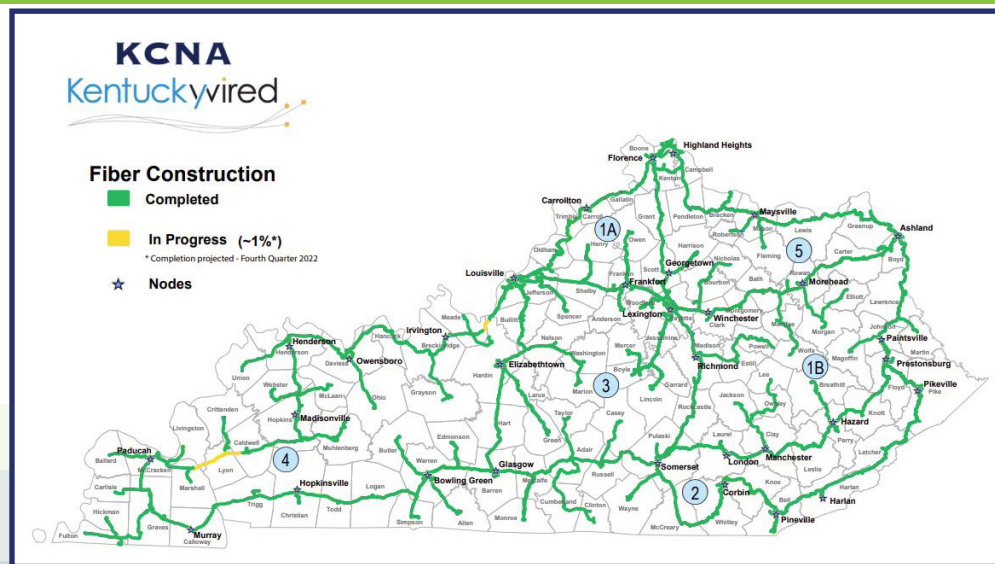 KCNA
Kentuckywired
Fiber Construction
Completed
In Progress (~1%*)
* Completion projected - Fourth Quarter 2022
Nodes
Highland Heights
Boone
Florence
Campbell
Kenton
Carrollton
Gallatin
Trimble
Carroll
Grant
Pendleton
Bracken
Maysville
Mason
Lewis
Greenup
Ashland
1A
Owen
Robertson
5
Oldham
Henry
Harrison
Fleming
Carter
Boyd
Nicholas
Louisville
Scott
Georgetown
Rowan
Franklin
Frankfort
Bourbon
Bath
Morehead
Jefferson
Shelby
Elliott
Woodford
Lawrence
Meade
Bullitt
Spencer
Anderson
Lexington
Fayette
Winchester
Montgomery
Clark
Menifee
Morgan
Irvington
Henderson
Hancock
Breckinridge
Nelson
Jessamine
Johnson
Paintsville
Henderson
Owensboro
Daviess
Washington
Mercer
Madison
Powell
Wolfe
Magoffin
Martin
Elizabethtown
Hardin
Boyle
Richmond
Estill
Prestonsburg
Union
Webster
McLean
Ohio
Grayson
Larue
Marion
3
Garrard
Lee
1B
Breathitt
Floyd
Pikeville
Pike
Lincoln
Jackson
Owsley
Knott
Crittenden
Hopkins
Madisonville
Taylor
Casey
Rockcastle
Hazard
Livingston
Hart
Green
Perry
Caldwell
Muhlenberg
Butler
Edmonson
Adair
Pulaski
Laurel
Clay
Letcher
Paducah
Ballard
McCracken
Lyon
4
Warren
Glasgow
Metcalfe
Russell
Somerset
London
Manchester
Leslie
Marshall
Hopkinsville
Logan
Bowling Green
Barren
2
Corbin
Knox
Harlan
Carlisle
Trigg
Christian
Todd
Cumberland
Clinton
Wayne
Bell
Harlan
Hickman
Graves
Simpson
Allen
Monroe
McCreary
Whitley
Pineville
Fulton
Murray
Calloway